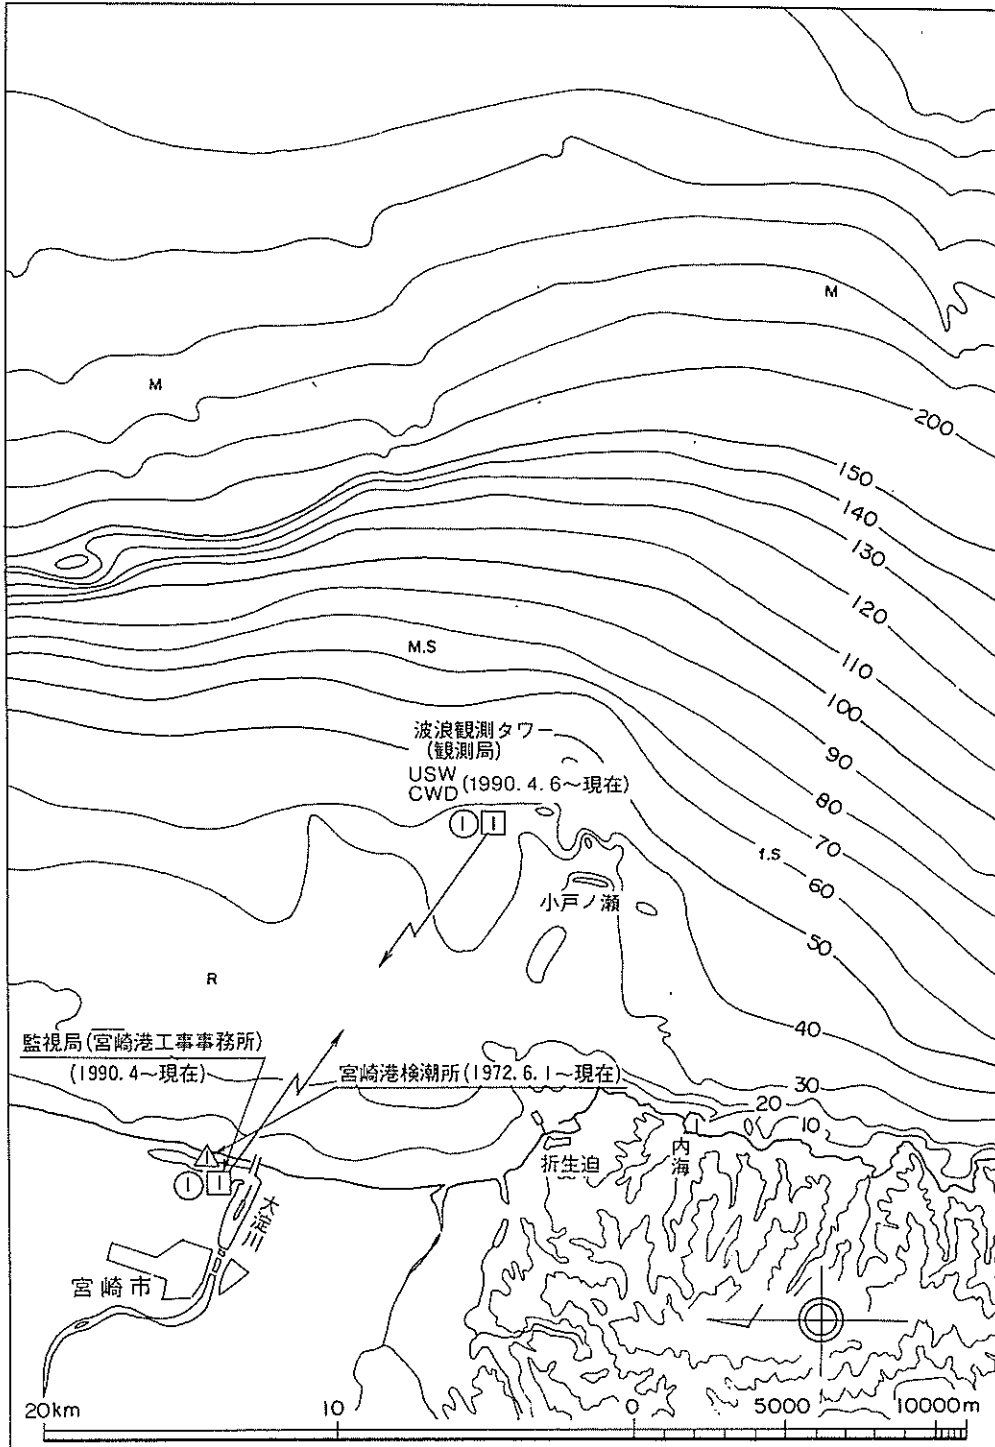 M
M
200
150
140
130
120
110
100
90
80
70
60
50
40
30
20
10
M.S
f.S
R
波浪観測タワー
(観測局)
USW
CWD (1990. 4. 6～現在)
小戸ノ瀬
監視局(宮崎港工事事務所)
(1990. 4～現在)
宮崎港検潮所(1972. 6. 1～現在)
折生迫
内海
大淀川
宮崎市
20km 10 0 5000 10000m